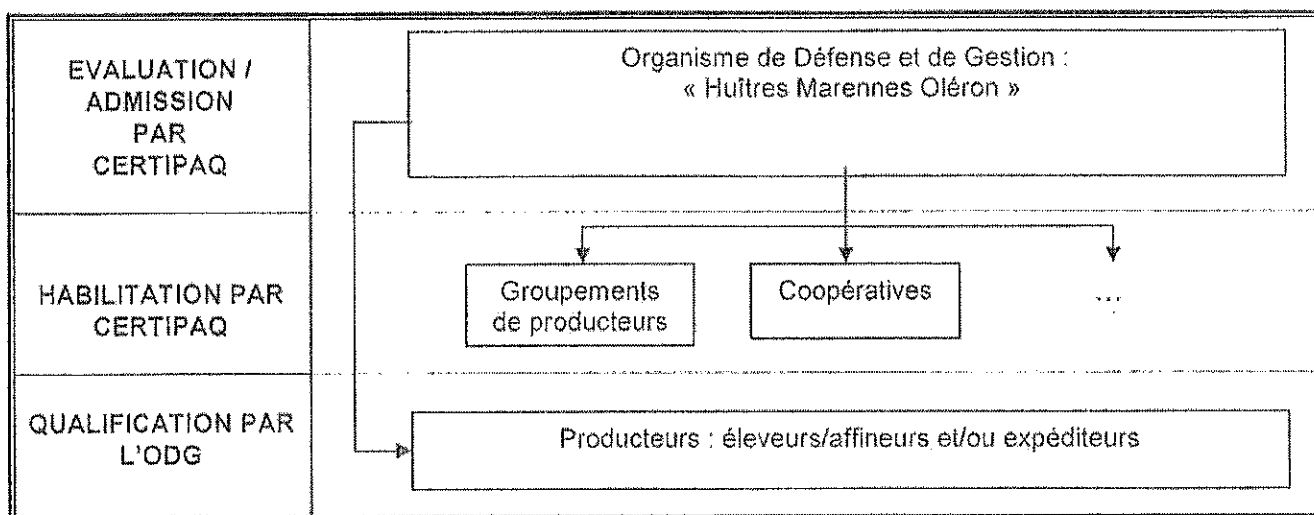 EVALUATION /
ADMISSION
PAR
CERTIPAQ
Organisme de Défense et de Gestion :
« Huîtres Marennes Oléron »
HABILITATION PAR
CERTIPAQ
Groupements
de producteurs
Coopératives
...
QUALIFICATION PAR
L'ODG
Producteurs : éleveurs/affineurs et/ou expéditeurs